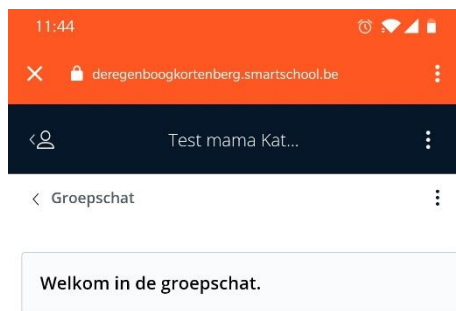 11:44
deregenboogkortenberg.smartschool.be
Test mama Kat...
Groepschat
Welkom in de groepschat.